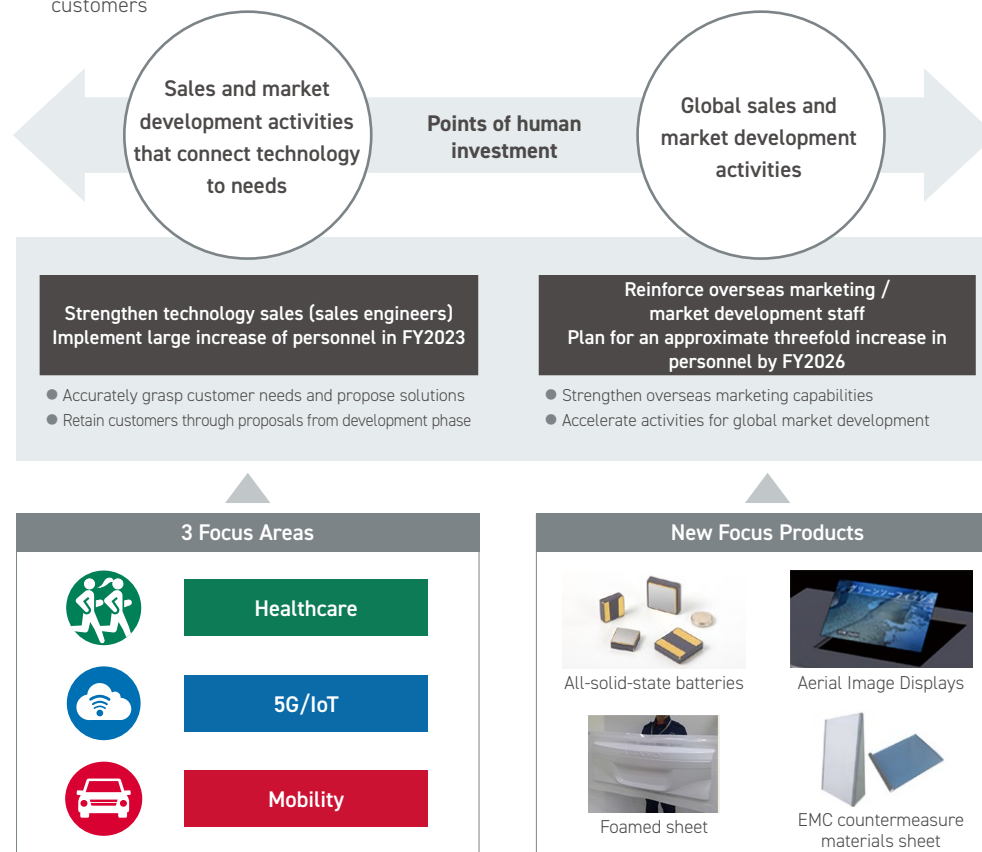 customers
Sales and market
development activities
that connect technology
to needs
Points of human
investment
Global sales and
market development
activities
Strengthen technology sales (sales engineers)
Implement large increase of personnel in FY2023
● Accurately grasp customer needs and propose solutions
● Retain customers through proposals from development phase
Reinforce overseas marketing /
market development staff
Plan for an approximate threefold increase in
personnel by FY2026
● Strengthen overseas marketing capabilities
● Accelerate activities for global market development
3 Focus Areas
Healthcare
5G/IoT
Mobility
New Focus Products
All-solid-state batteries
Aerial Image Displays
Foamed sheet
EMC countermeasure
materials sheet